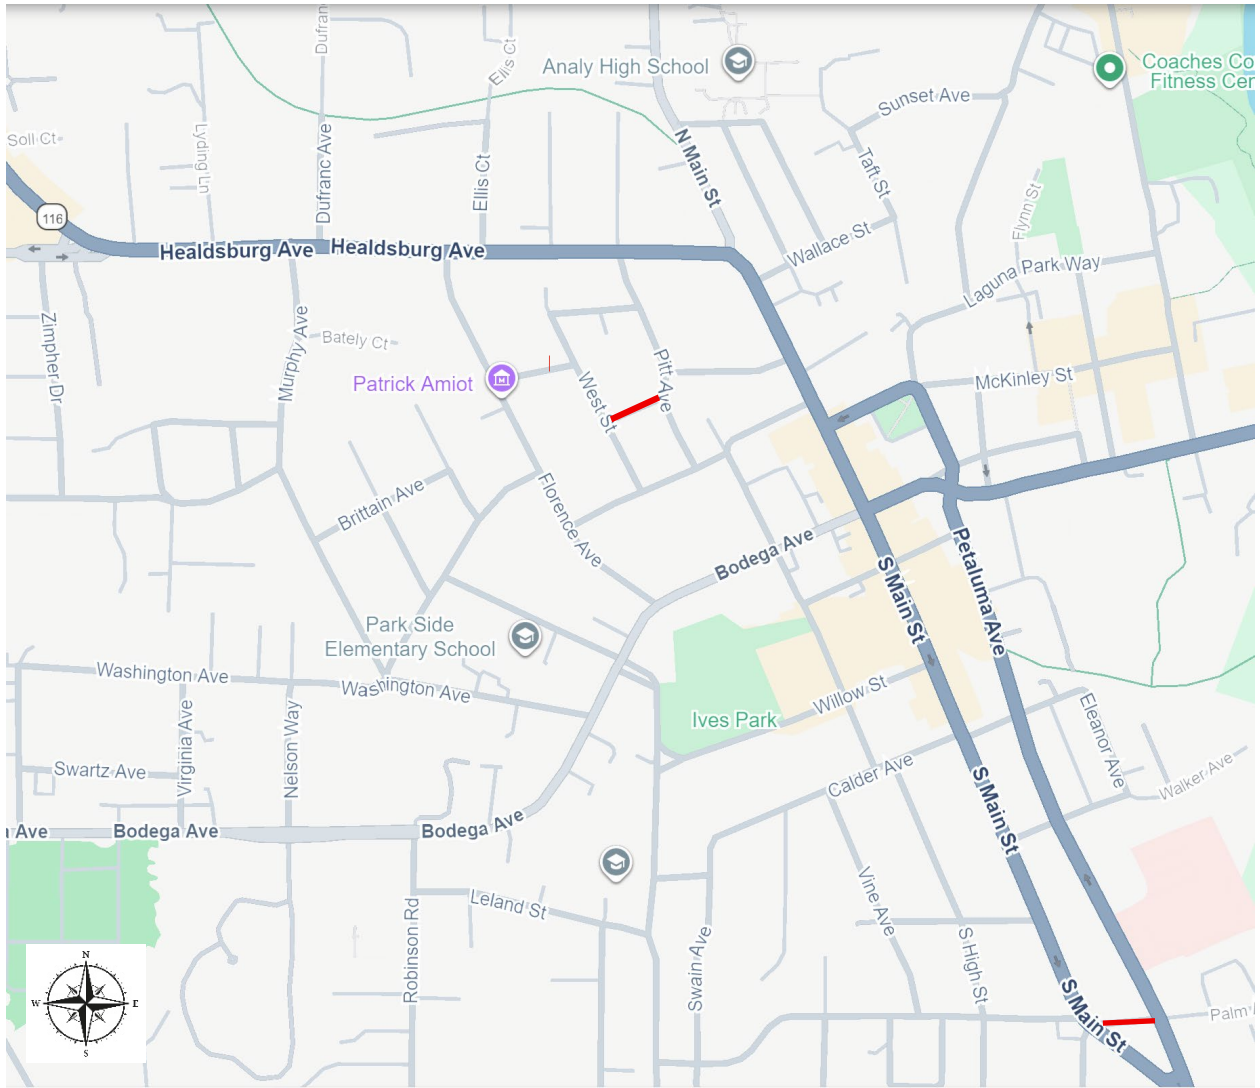 Dufran
Ellis Ct
Analy High School
Coaches Co
Fitness Cen
Sunset Ave
Soll Ct
Lyding Ln
Dufranc Ave
Ellis Ct
N Main St
Taft St
Flynn St
116
Healdsburg Ave
Healdsburg Ave
Wallace St
Laguna Park Way
Zimpher Dr
Murphy Ave
Bately Ct
Patrick Amiot
West St
Pitt Ave
McKinley St
Brittain Ave
Florence Ave
Bodega Ave
S Main St
Petaluma Ave
Park Side
Elementary School
Washington Ave
Washington Ave
Ives Park
Willow St
Eleanor Ave
Virginia Ave
Nelson Way
Swartz Ave
Calder Ave
S Main St
Walker Ave
a Ave
Bodega Ave
Bodega Ave
Leland St
Vine Ave
Robinson Rd
Swain Ave
S High St
S Main St
Palm A
N
W
E
S